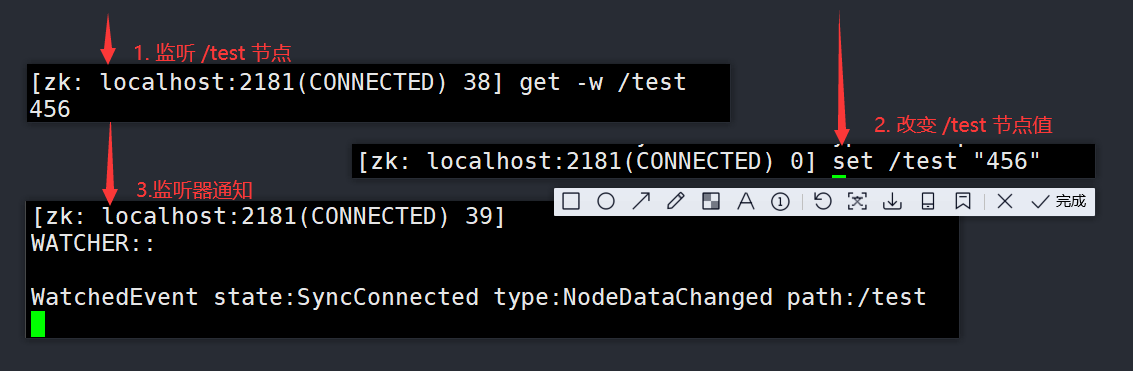 1. 监听 /test 节点
[zk: localhost:2181(CONNECTED) 38] get -w /test
456
2. 改变 /test 节点值
[zk: localhost:2181(CONNECTED) 0] set /test "456"
完成
3.监听器通知
[zk: localhost:2181(CONNECTED) 39]
WATCHER::
WatchedEvent state:SyncConnected type:NodeDataChanged path:/test